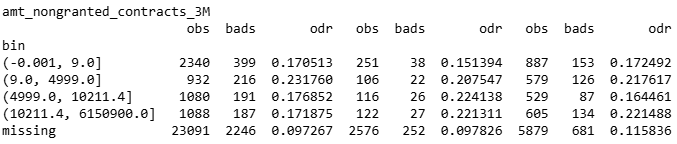 amt_nongranted_contracts_3M
obs bads odr obs bads odr obs bads odr
bin
(-0.001, 9.0] 2340 399 0.170513 251 38 0.151394 887 153 0.172492
(9.0, 4999.0] 932 216 0.231760 106 22 0.207547 579 126 0.217617
(4999.0, 10211.4] 1080 191 0.176852 116 26 0.224138 529 87 0.164461
(10211.4, 6150900.0] 1088 187 0.171875 122 27 0.221311 605 134 0.221488
missing 23091 2246 0.097267 2576 252 0.097826 5879 681 0.115836